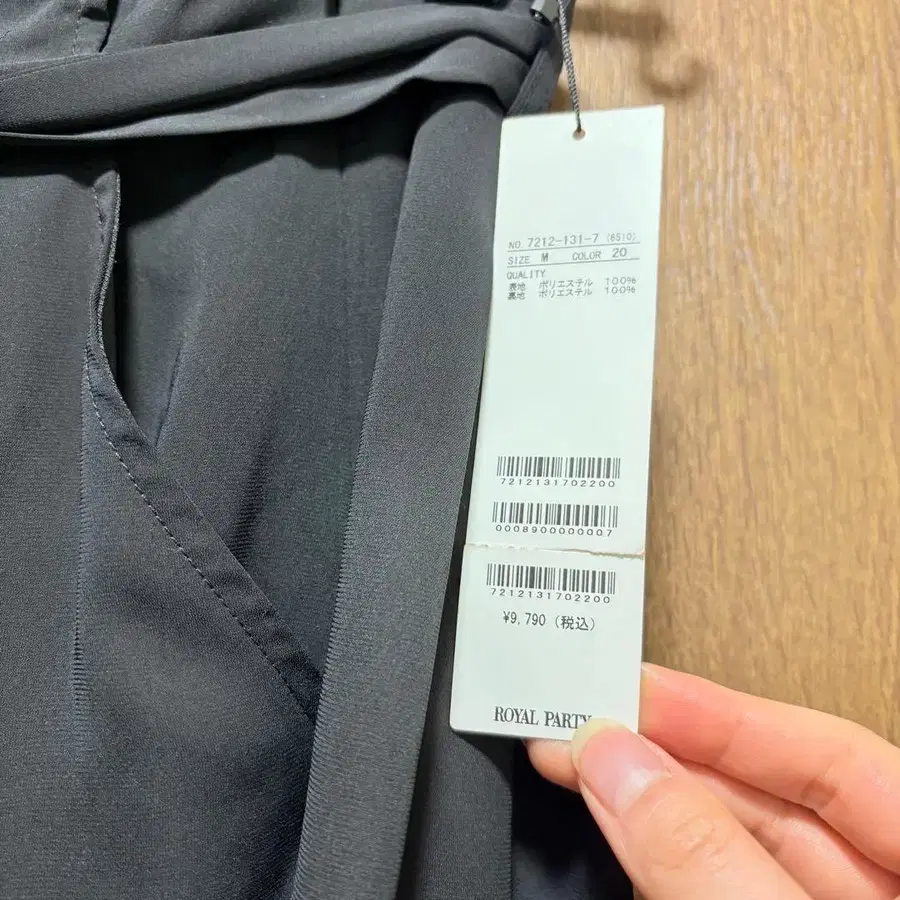 NO. 7212-131-7 (6510)
SIZE M COLOR 20
QUALITY
表地 ポリエステル 100%
裏地 ポリエステル 100%
7212131702200
0008900000007
7212131702200
¥9,790 (税込)
ROYAL PARTY